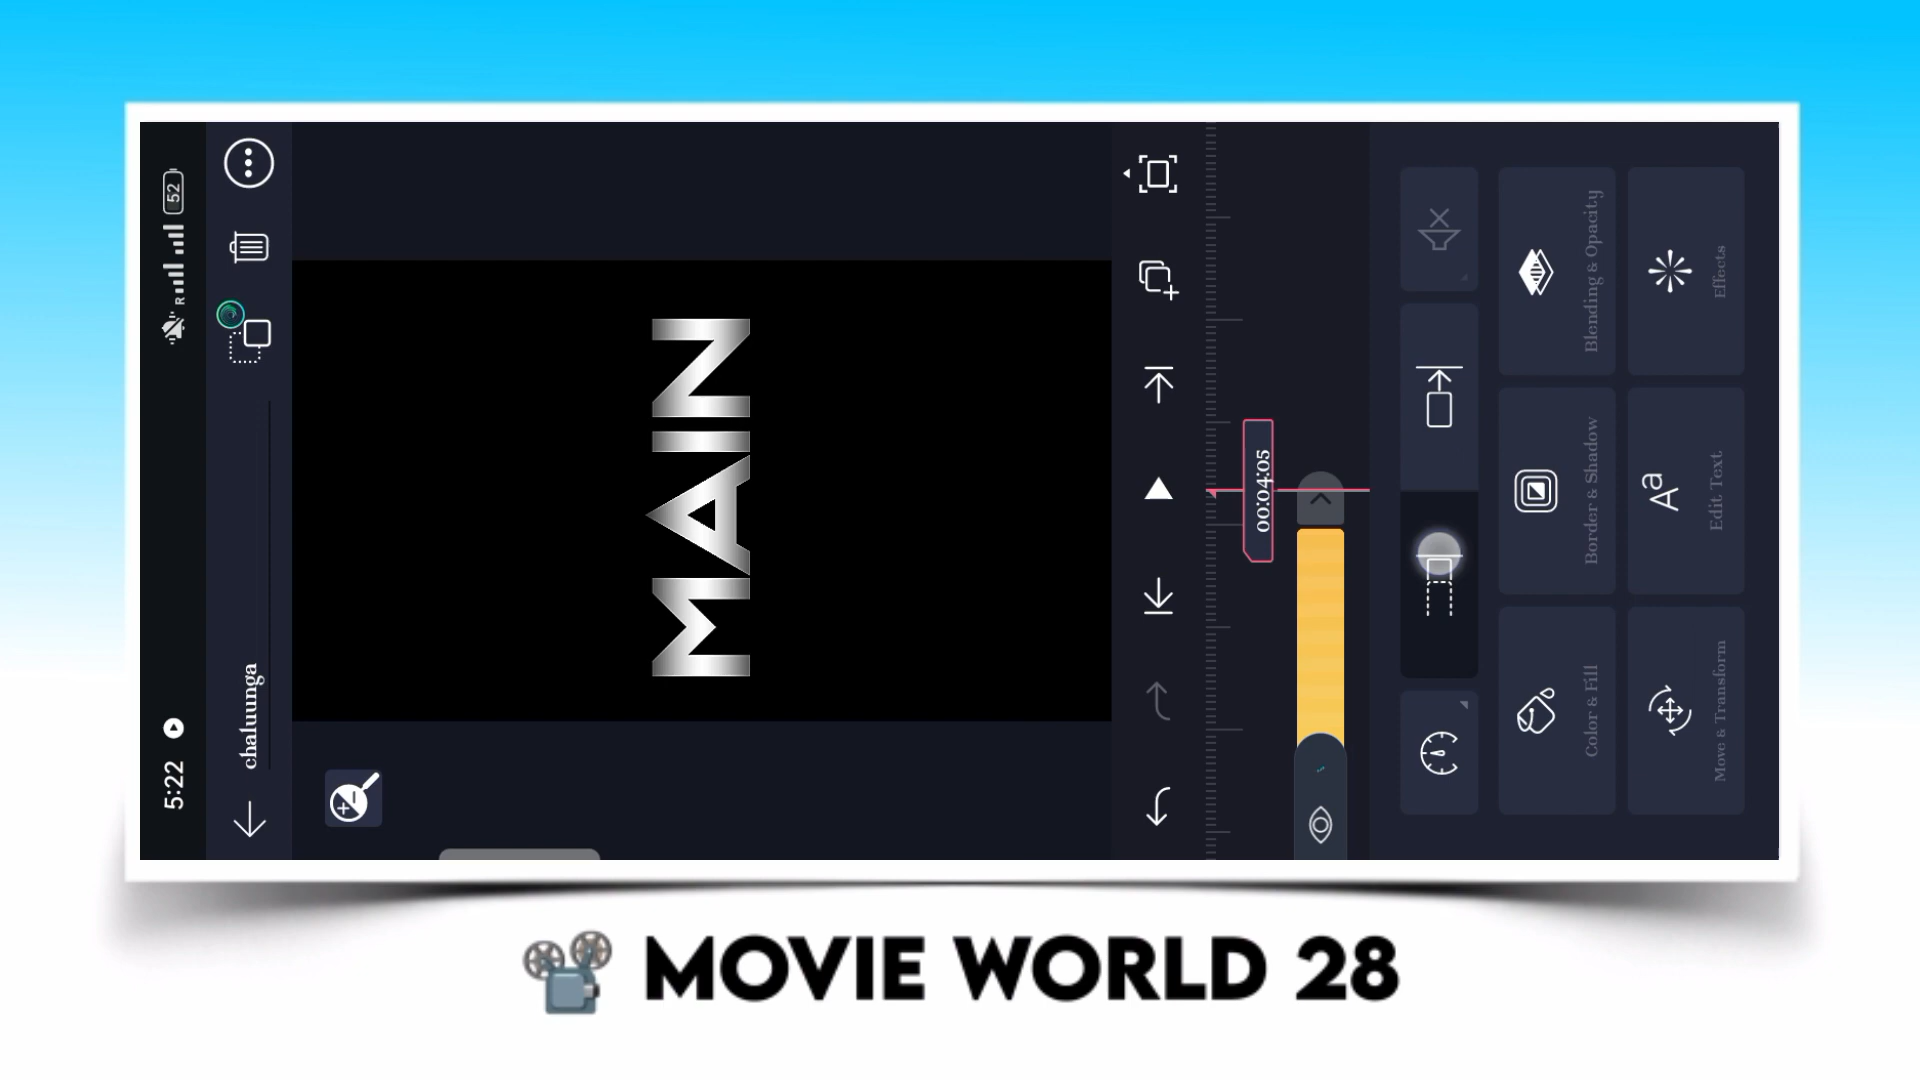 5:22
R
52
chaluunga
MAIN
00:04:05
Color & Fill
Border & Shadow
Blending & Opacity
Move & Transform
Aa
Edit Text
Effects
MOVIE WORLD 28